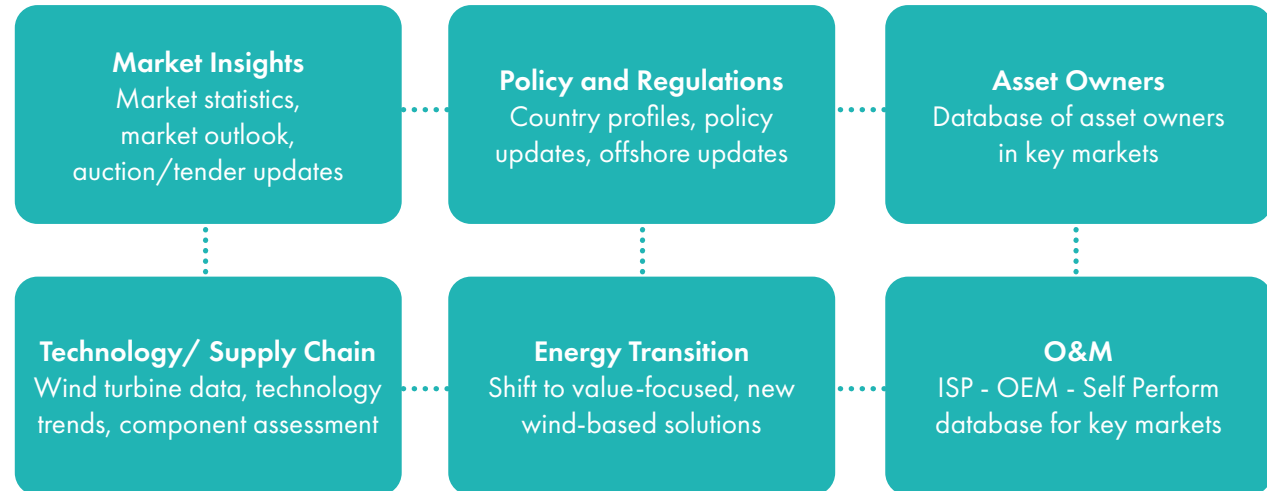 Market Insights
Market statistics,
market outlook,
auction/tender updates
Policy and Regulations
Country profiles, policy
updates, offshore updates
Asset Owners
Database of asset owners
in key markets
Technology/ Supply Chain
Wind turbine data, technology
trends, component assessment
Energy Transition
Shift to value-focused, new
wind-based solutions
O&M
ISP - OEM - Self Perform
database for key markets